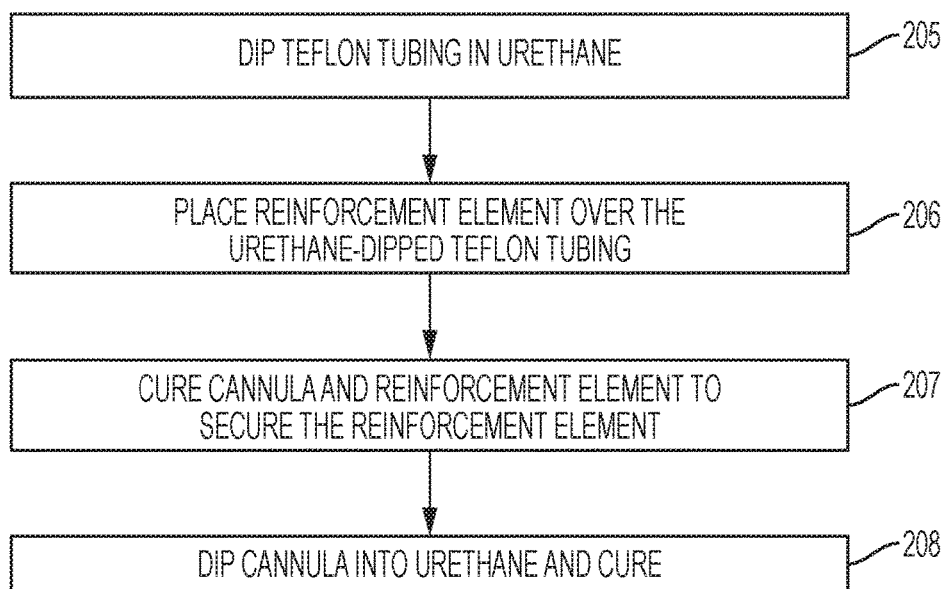 DIP TEFLON TUBING IN URETHANE
205
PLACE REINFORCEMENT ELEMENT OVER THE
URETHANE-DIPPED TEFLON TUBING
206
CURE CANNULA AND REINFORCEMENT ELEMENT TO
SECURE THE REINFORCEMENT ELEMENT
207
DIP CANNULA INTO URETHANE AND CURE
208